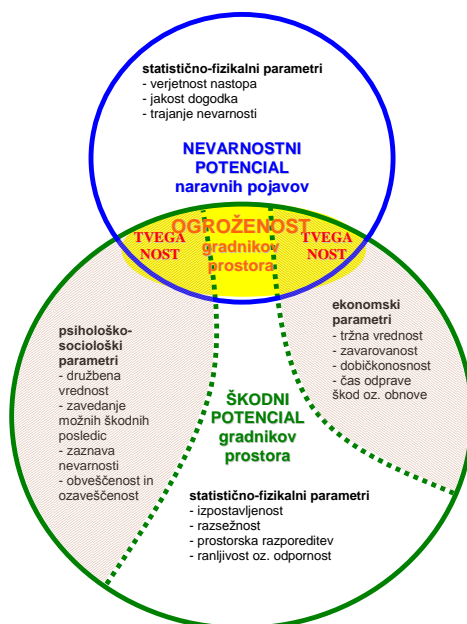 statistično-fizikalni parametri
- verjetnost nastopa
- jakost dogodka
- trajanje nevarnosti
NEVARNOSTNI
POTENCIAL
naravnih pojavov
OGROŽENOST
gradnikov
prostora
TVEGA
NOST
TVEGA
NOST
psihološko-
sociološki
parametri
- družbena
vrednost
- zavedanje
možnih škodnih
posledic
- zaznava
nevarnosti
- obveščenost in
ozaveščenost
ekonomski
parametri
- tržna vrednost
- zavarovanost
- dobičkonosnost
- čas odprave
škod oz. obnove
ŠKODNI
POTENCIAL
gradnikov
prostora
statistično-fizikalni parametri
- izpostavljenost
- razsežnost
- prostorska razporeditev
- ranljivost oz. odpornost